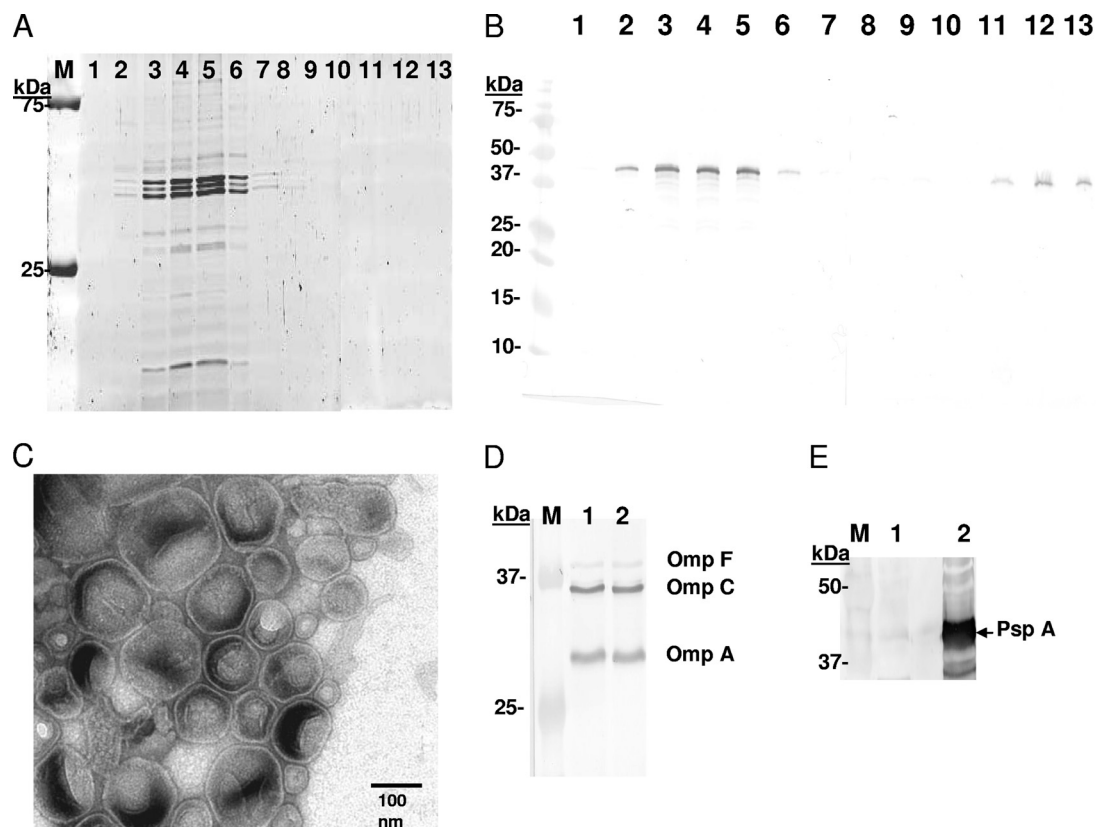 A
M 1 2 3 4 5 6 7 8 9 10 11 12 13
kDa
75-
25-
B
1 2 3 4 5 6 7 8 9 10 11 12 13
kDa
75-
50-
37-
25-
20-
15-
10-
C
100
nm
D
kDa M 1 2
37-
25-
Omp F
Omp C
Omp A
E
M 1 2
kDa
50-
37-
Psp A